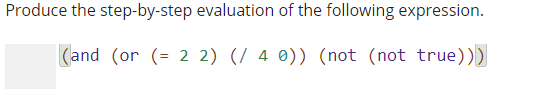 Produce the step-by-step evaluation of the following expression.
(and (or (= 2 2) (/ 4 0)) (not (not true)))